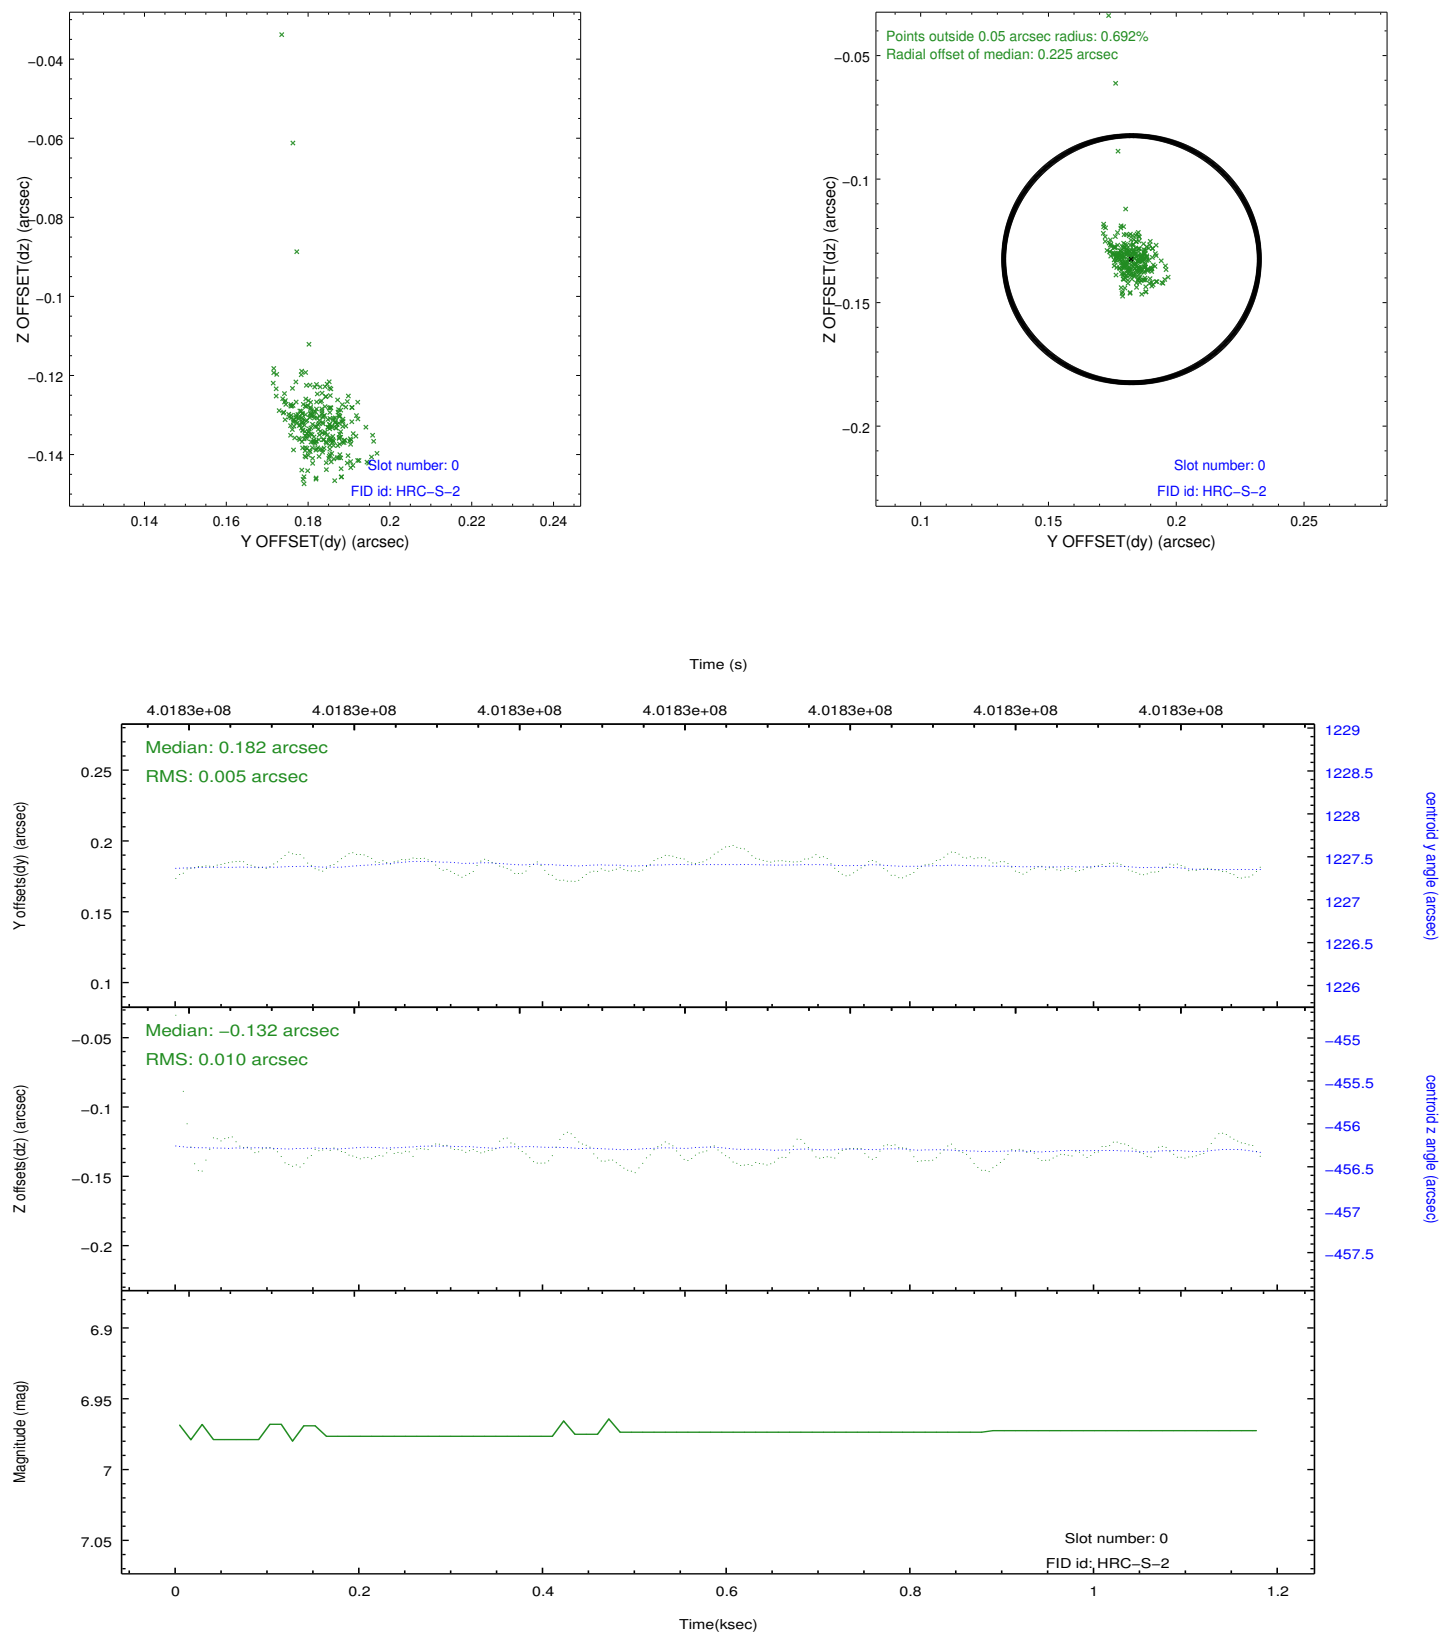 −0.04
−0.06
−0.08
−0.1
−0.12
−0.14
Z OFFSET(dz) (arcsec)
Slot number: 0
FID id: HRC−S−2
0.14 0.16 0.18 0.2 0.22 0.24
Y OFFSET(dy) (arcsec)
Points outside 0.05 arcsec radius: 0.692%
Radial offset of median: 0.225 arcsec
−0.05
−0.1
−0.15
−0.2
Z OFFSET(dz) (arcsec)
Slot number: 0
FID id: HRC−S−2
0.1 0.15 0.2 0.25
Y OFFSET(dy) (arcsec)
Time (s)
4.0183e+08 4.0183e+08 4.0183e+08 4.0183e+08 4.0183e+08 4.0183e+08 4.0183e+08
Median: 0.182 arcsec
RMS: 0.005 arcsec
0.25
0.2
0.15
0.1
Y offsets(dy) (arcsec)
1229
1228.5
1228
1227.5
1227
1226.5
1226
centroid y angle (arcsec)
Median: −0.132 arcsec
RMS: 0.010 arcsec
−0.05
−0.1
−0.15
−0.2
Z offsets(dz) (arcsec)
−455
−455.5
−456
−456.5
−457
−457.5
centroid z angle (arcsec)
6.9
6.95
7
7.05
Magnitude (mag)
Slot number: 0
FID id: HRC−S−2
0 0.2 0.4 0.6 0.8 1 1.2
Time(ksec)